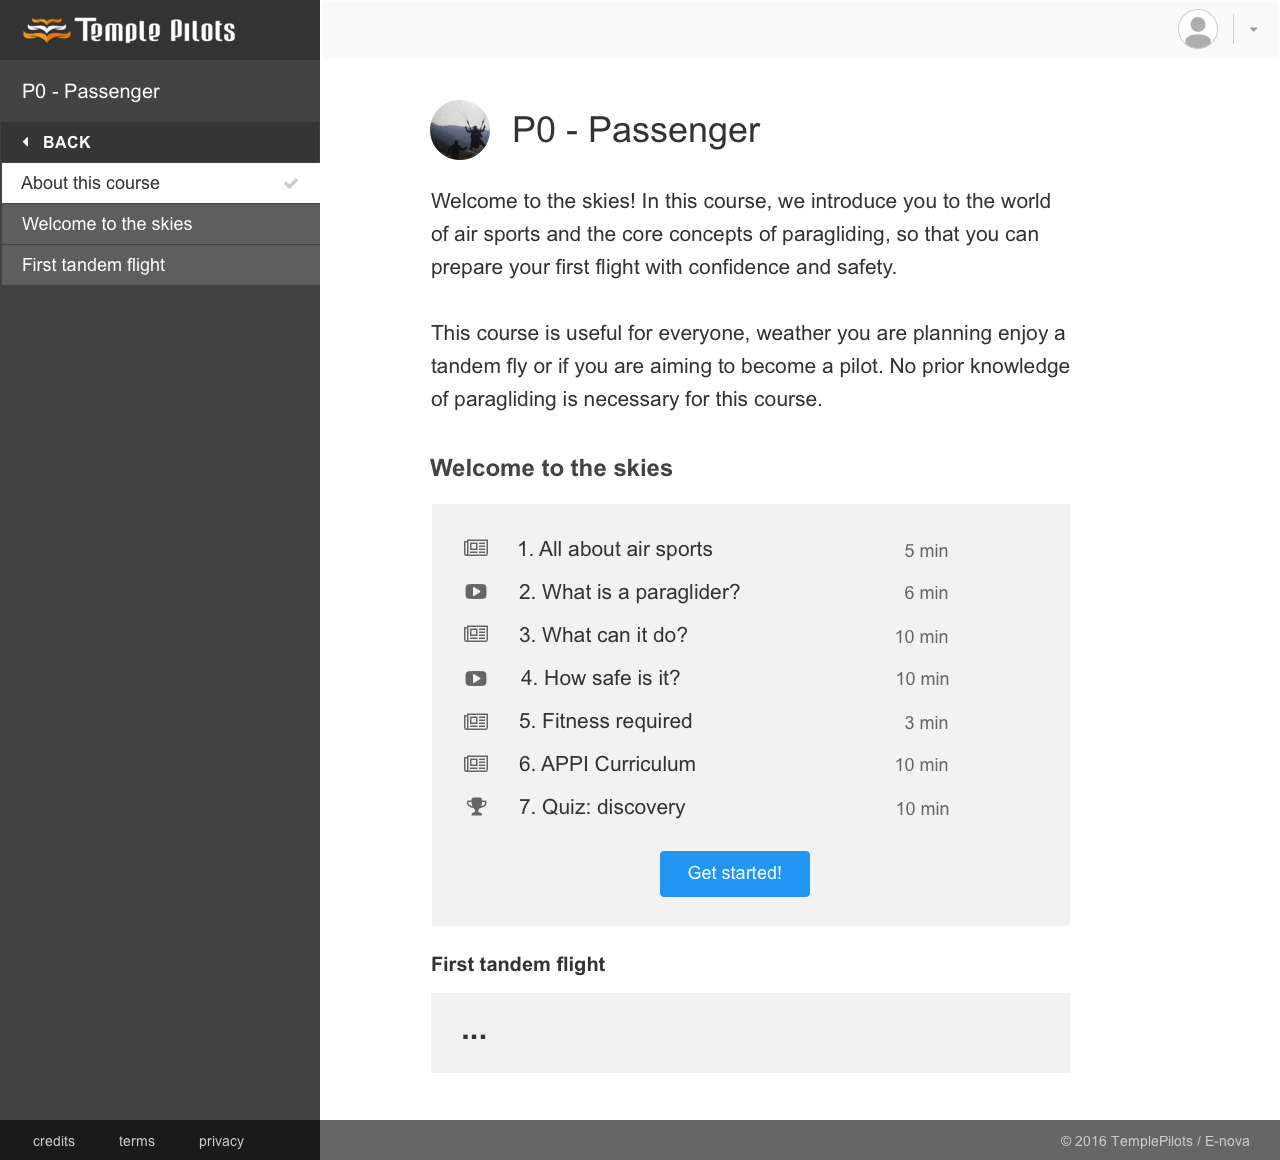 Temple Pilots
P0 - Passenger
BACK
About this course
Welcome to the skies
First tandem flight
P0 - Passenger
Welcome to the skies! In this course, we introduce you to the world
of air sports and the core concepts of paragliding, so that you can
prepare your first flight with confidence and safety.
This course is useful for everyone, weather you are planning enjoy a
tandem fly or if you are aiming to become a pilot. No prior knowledge
of paragliding is necessary for this course.
Welcome to the skies
1. All about air sports 5 min
2. What is a paraglider? 6 min
3. What can it do? 10 min
4. How safe is it? 10 min
5. Fitness required 3 min
6. APPI Curriculum 10 min
7. Quiz: discovery 10 min
Get started!
First tandem flight
...
credits terms privacy
© 2016 TemplePilots / E-nova